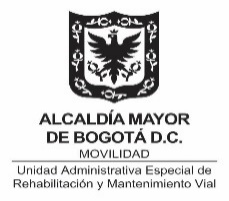 ALCALDÍA MAYOR
DE BOGOTÁ D.C.
MOVILIDAD
Unidad Administrativa Especial de
Rehabilitación y Mantenimiento Vial